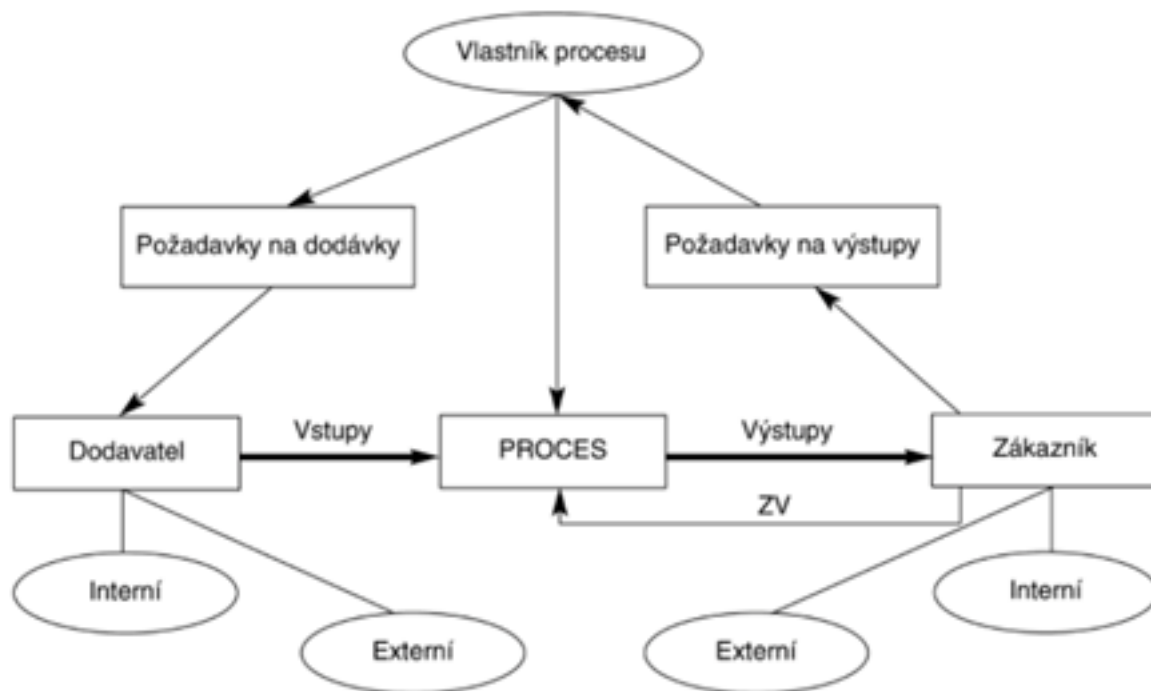 Vlastník procesu
Požadavky na dodávky
Požadavky na výstupy
Dodavatel
Vstupy
PROCES
Výstupy
Zákazník
ZV
Interní
Interní
Externí
Externí